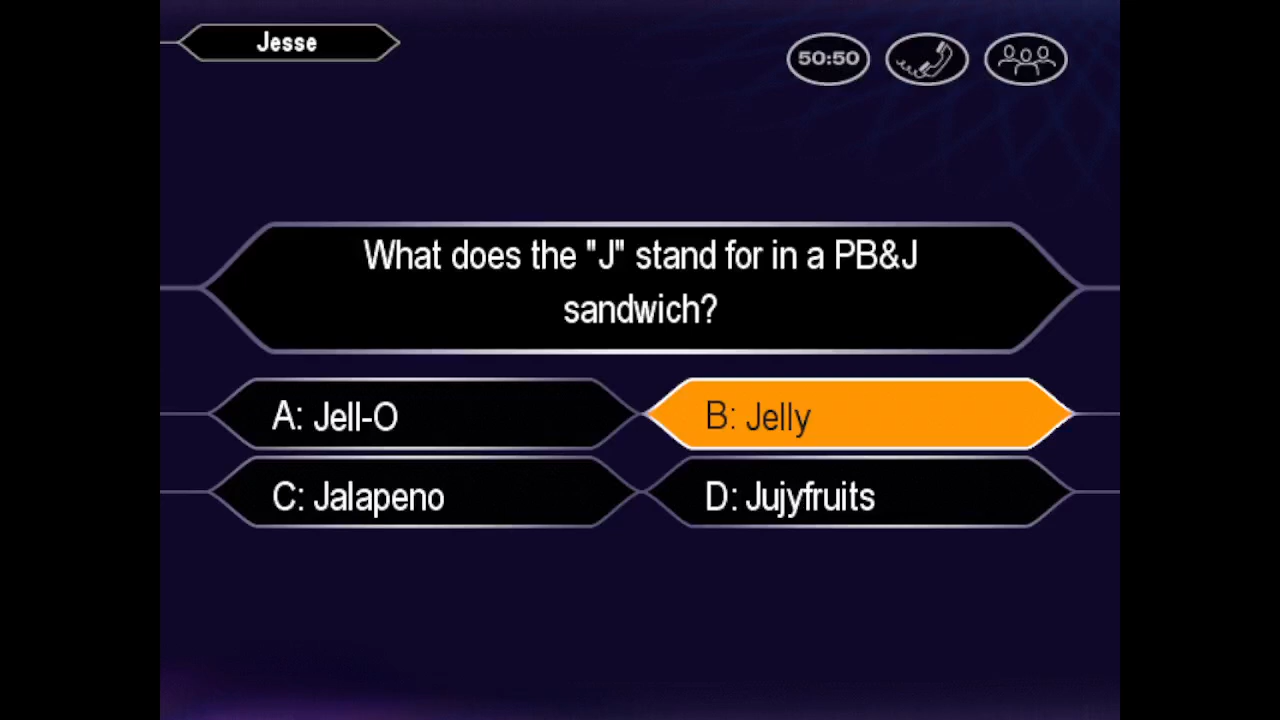 Jesse
50:50
What does the "J" stand for in a PB&J
sandwich?
A: Jell-O
B: Jelly
C: Jalapeno
D: Jujyfruits